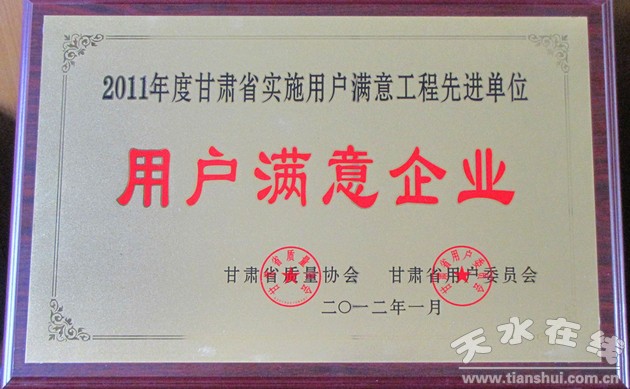 2011年度甘肃省实施用户满意工程先进单位
用户满意企业
甘肃省质量协会 甘肃省用户委员会
二〇一二年一月
天水在线
www.tianshui.com.cn